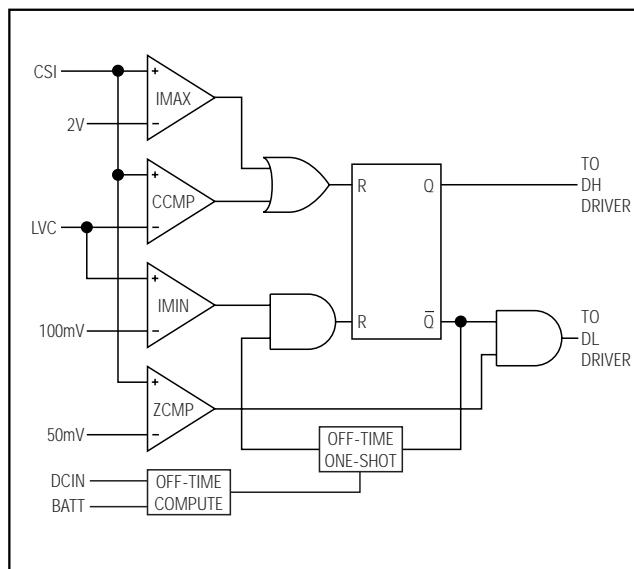 CSI
+
IMAX
2V
−
+
CCMP
LVC
−
R
Q
TO
DH
DRIVER
+
IMIN
100mV
−
R
Q̅
TO
DL
DRIVER
+
ZCMP
50mV
−
OFF-TIME
ONE-SHOT
DCIN
BATT
OFF-TIME
COMPUTE